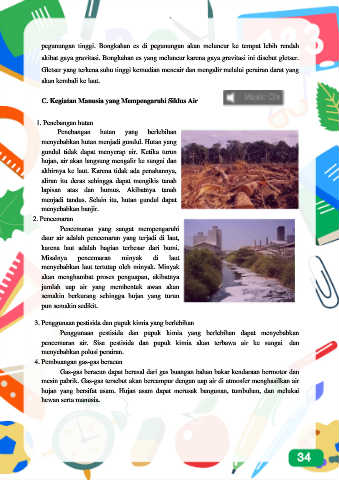 pegunungan tinggi. Bongkahan es di pegunungan akan meluncur ke tempat lebih rendah
akibat gaya gravitasi. Bongkahan es yang meluncur karena gaya gravitasi ini disebut gletser.
Gletser yang terkena suhu tinggi kemudian mencair dan mengalir melalui perairan darat yang
akan kembali ke laut.
C. Kegiatan Manusia yang Mempengaruhi Siklus Air
Music On
1. Penebangan hutan
Penebangan hutan yang berlebihan
menyebabkan hutan menjadi gundul. Hutan yang
gundul tidak dapat menyerap air. Ketika turun
hujan, air akan langsung mengalir ke sungai dan
akhirnya ke laut. Karena tidak ada penahannya,
aliran itu deras sehingga dapat mengikis tanah
lapisan atas dan humus. Akibatnya tanah
menjadi tandus. Selain itu, hutan gundul dapat
menyebabkan banjir.
2. Pencemaran
Pencemaran yang sangat mempengaruhi
daur air adalah pencemaran yang terjadi di laut,
karena laut adalah bagian terbesar dari bumi.
Misalnya pencemaran minyak di laut
menyebabkan laut tertutup oleh minyak. Minyak
akan menghambat proses penguapan, akibatnya
jumlah uap air yang membentuk awan akan
semakin berkurang sehingga hujan yang turun
pun semakin sedikit.
3. Penggunaan pestisida dan pupuk kimia yang berlebihan
Penggunaan pestisida dan pupuk kimia yang berlebihan dapat menyebabkan
pencemaran air. Sisa pestisida dan pupuk kimia akan terbawa air ke sungai dan
menyebabkan polusi perairan.
4. Pembuangan gas-gas beracun
Gas-gas beracun dapat berasal dari gas buangan bahan bakar kendaraan bermotor dan
mesin pabrik. Gas-gas tersebut akan bercampur dengan uap air di atmosfer menghasilkan air
hujan yang bersifat asam. Hujan asam dapat merusak bangunan, tumbuhan, dan melukai
hewan serta manusia.
34